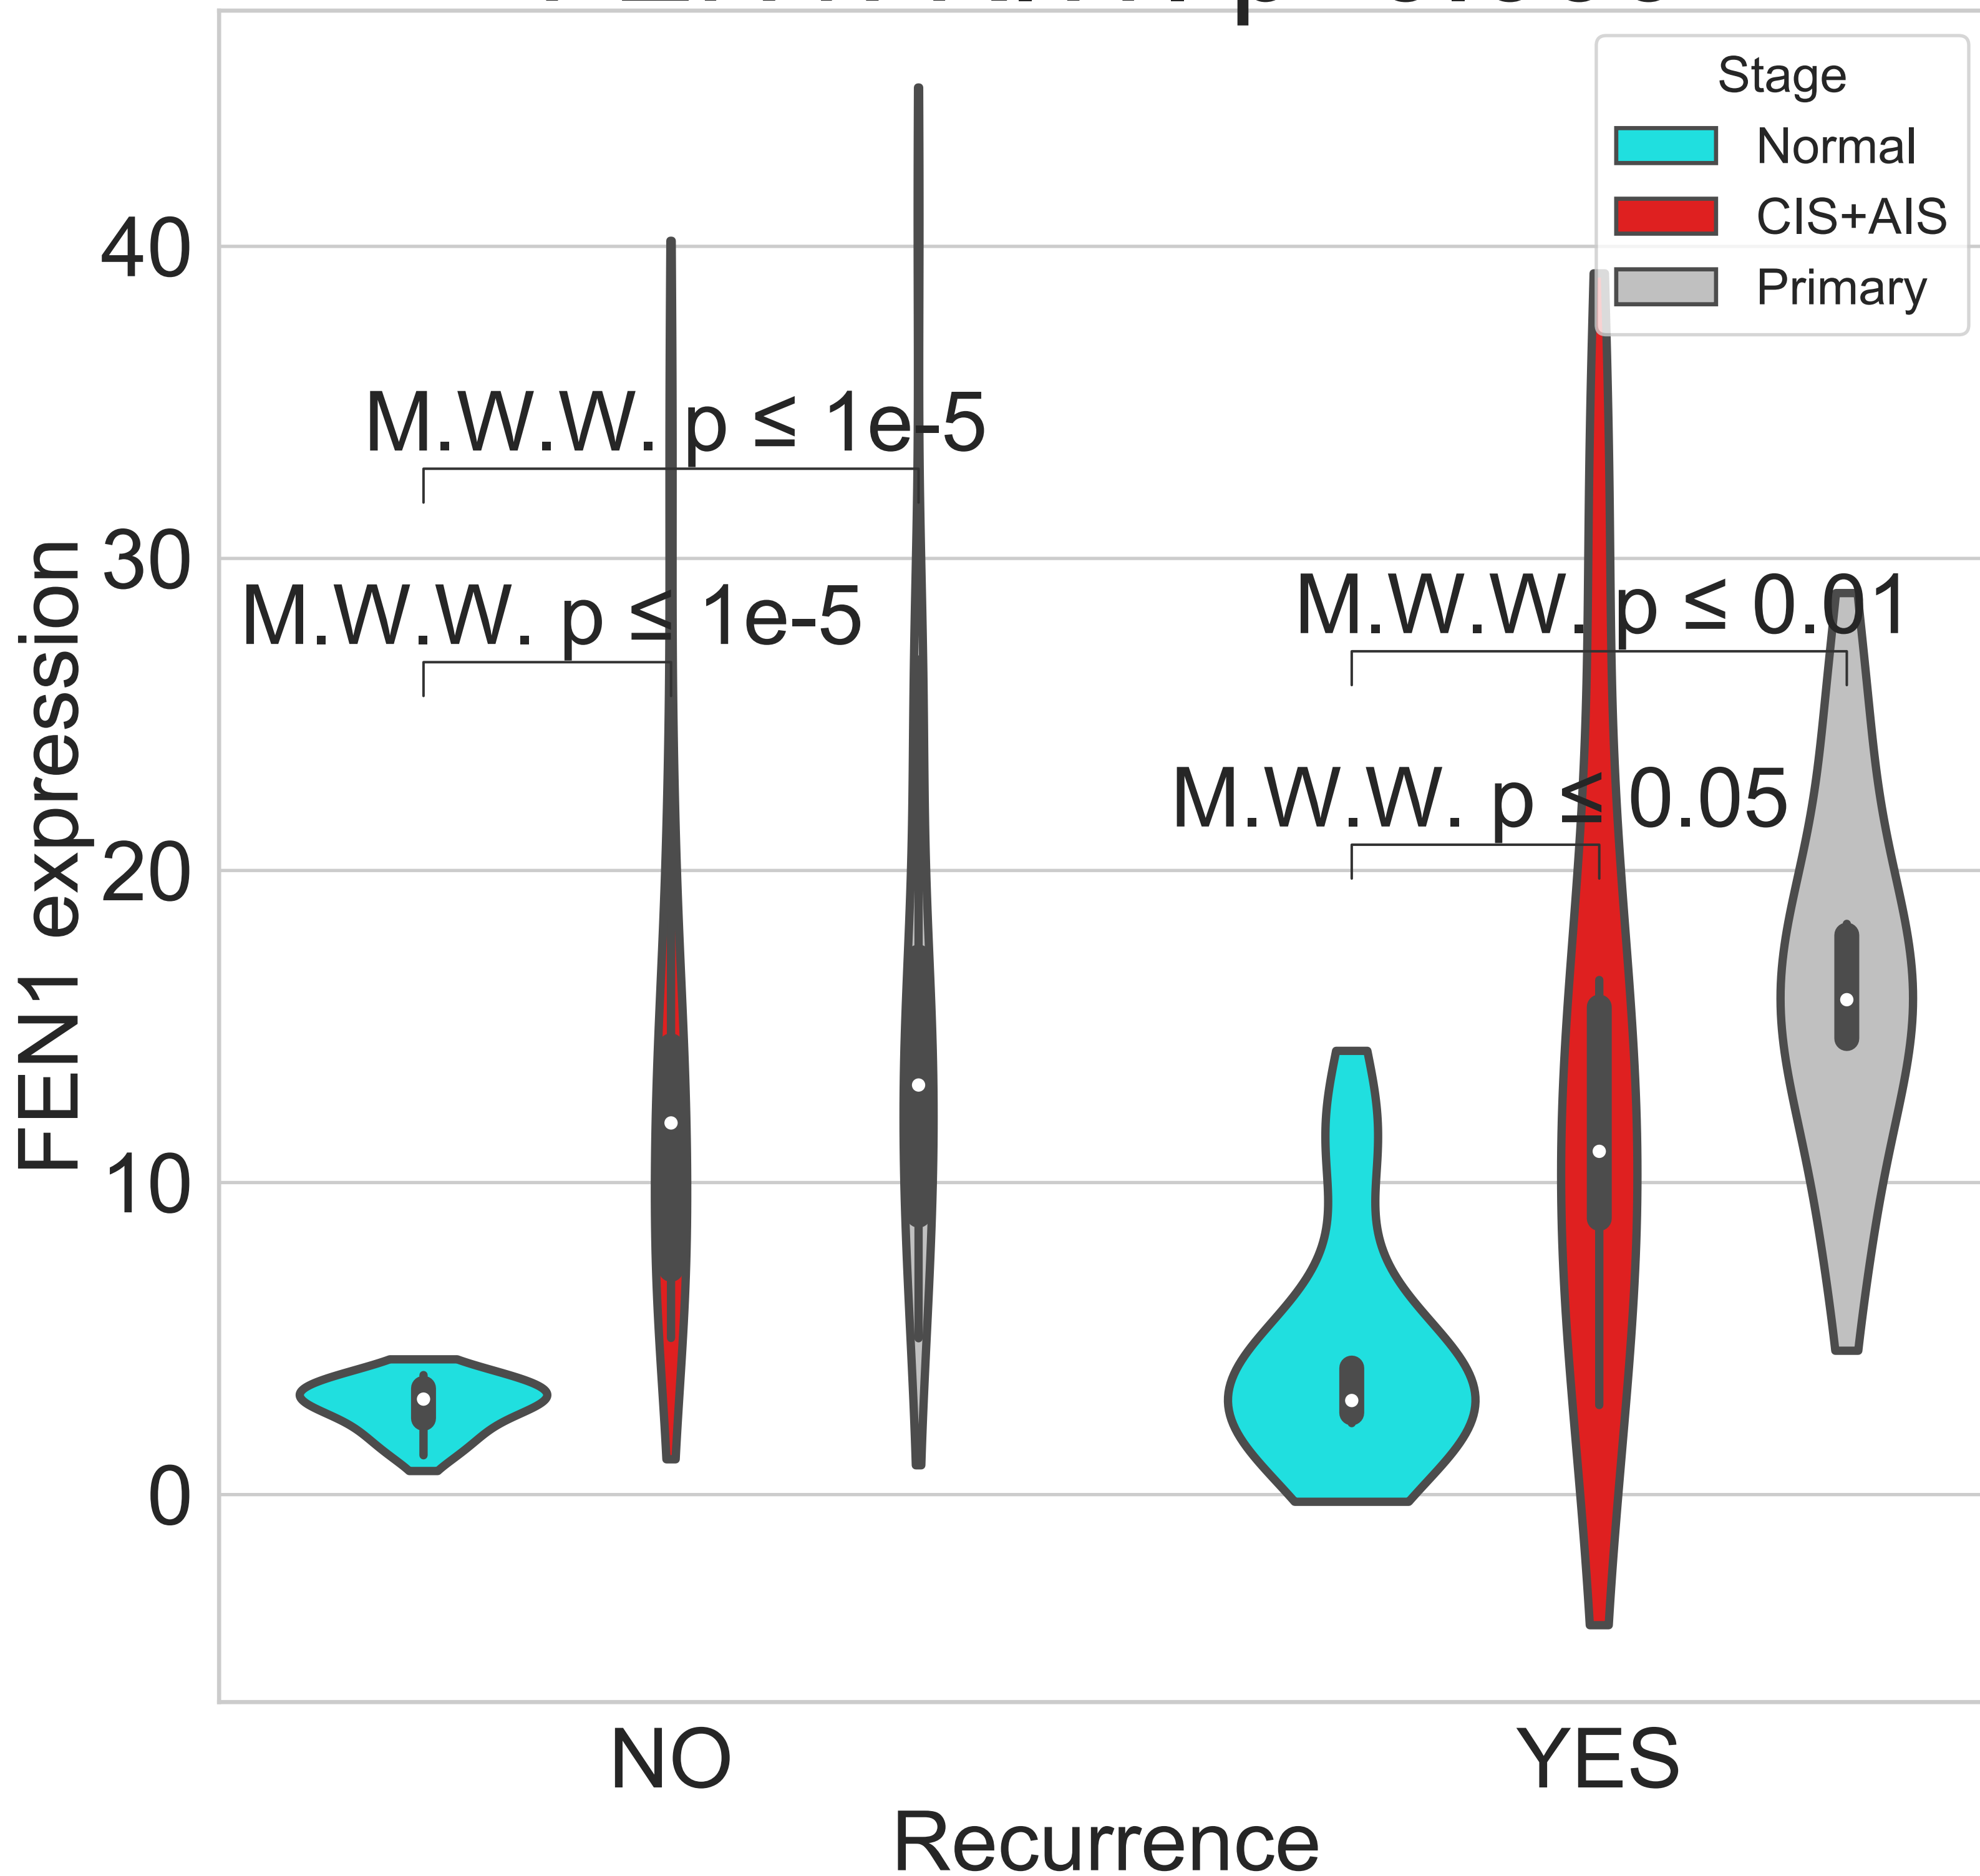 Stage
Normal
CIS+AIS
Primary
40
30
20
10
0
FEN1 expression
M.W.W. p ≤ 1e-5
M.W.W. p ≤ 1e-5
M.W.W. p ≤ 0.01
M.W.W. p ≤ 0.05
NO
YES
Recurrence